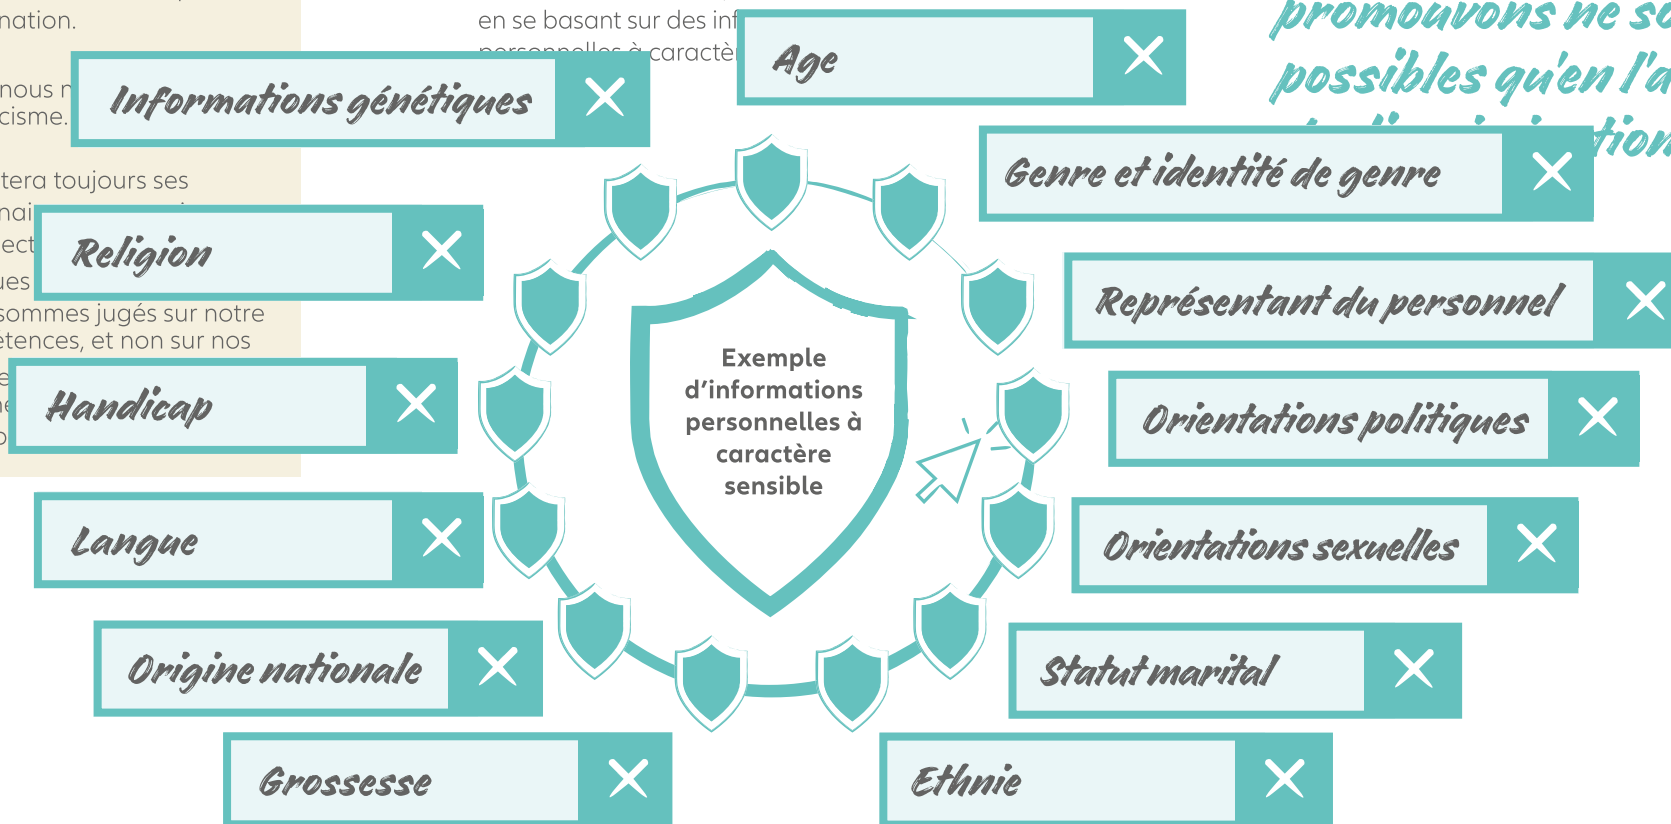 nation.
nous
cisme.
tera toujours ses
ues
sommes jugés sur notre
étences, et non sur nos
en se basant sur des
personnelles à caractèr
promouvons ne
possibles qu'en
Informations génétiques
Age
Genre et identité de genre
Religion
Représentant du personnel
Handicap
Orientations politiques
Exemple
d'informations
personnelles à
caractère
sensible
Langue
Orientations sexuelles
Origine nationale
Statut marital
Grossesse
Ethnie